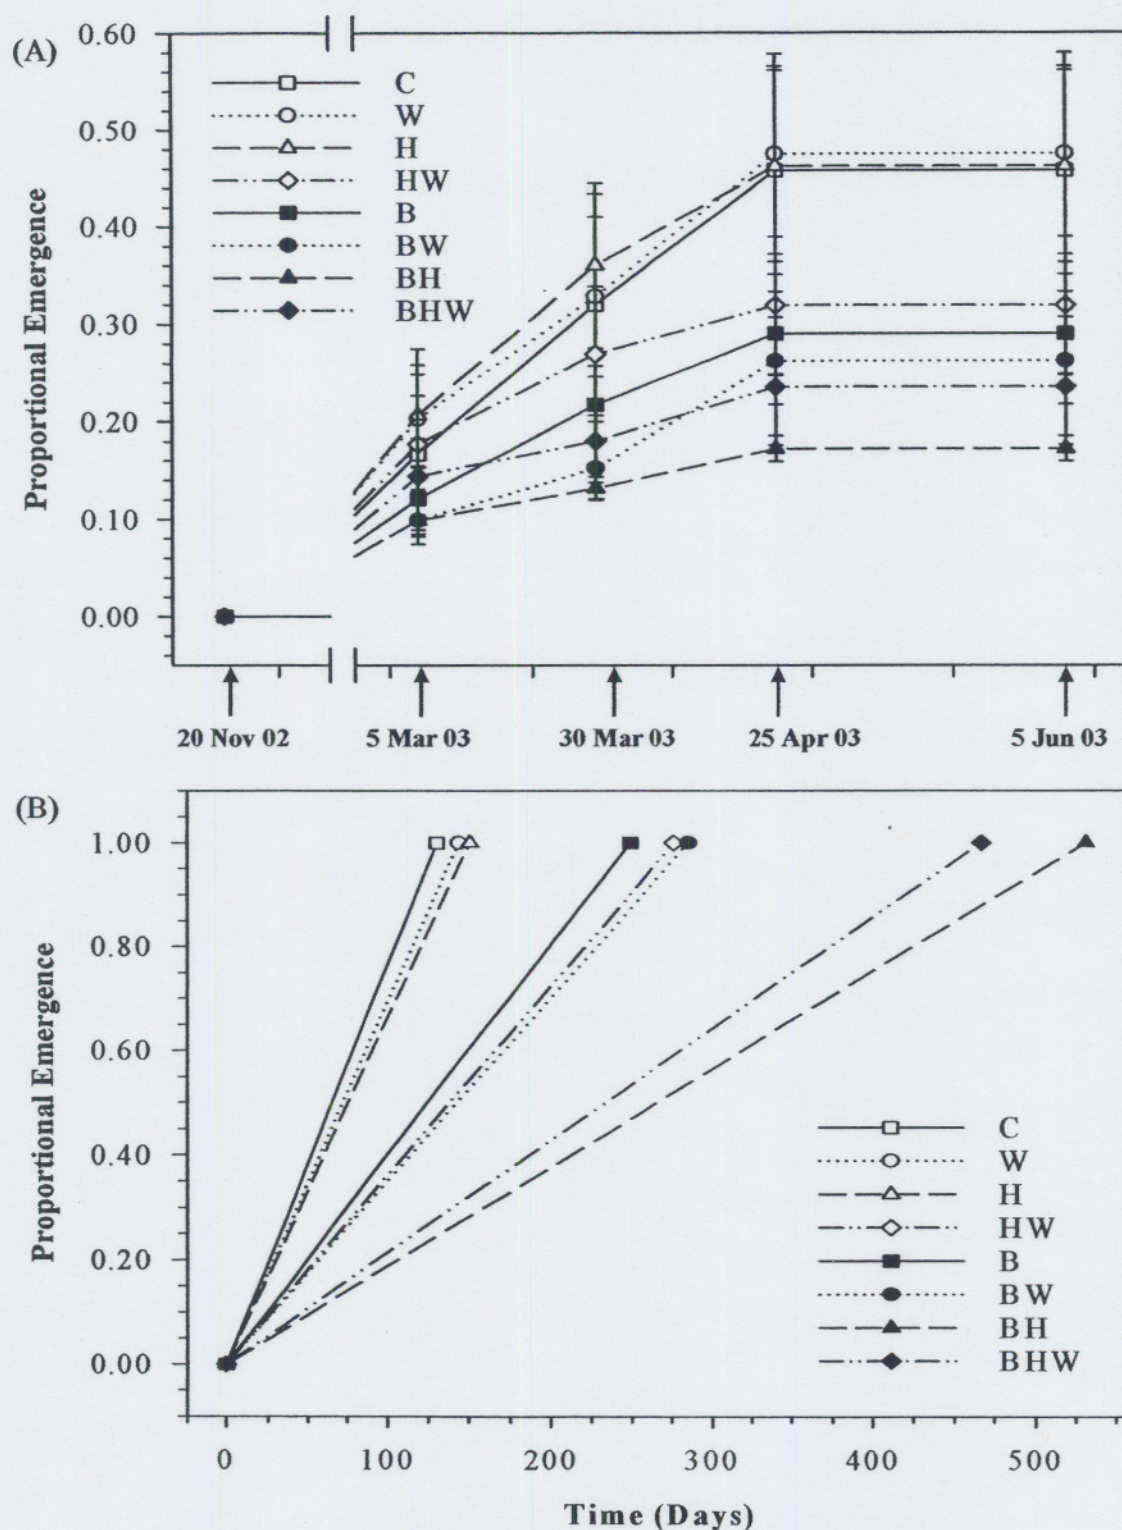 (A)
0.60
0.50
0.40
0.30
0.20
0.10
0.00
Proportional Emergence
C
W
H
HW
B
BW
BH
BHW
20 Nov 02
5 Mar 03
30 Mar 03
25 Apr 03
5 Jun 03
(B)
1.00
0.80
0.60
0.40
0.20
0.00
Proportional Emergence
C
W
H
HW
B
BW
BH
BHW
0
100
200
300
400
500
Time (Days)